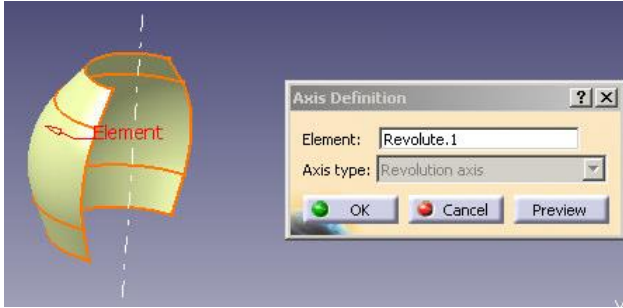 Element
Axis Definition
Element: Revolute.1
Axis type: Revolution axis
OK Cancel Preview